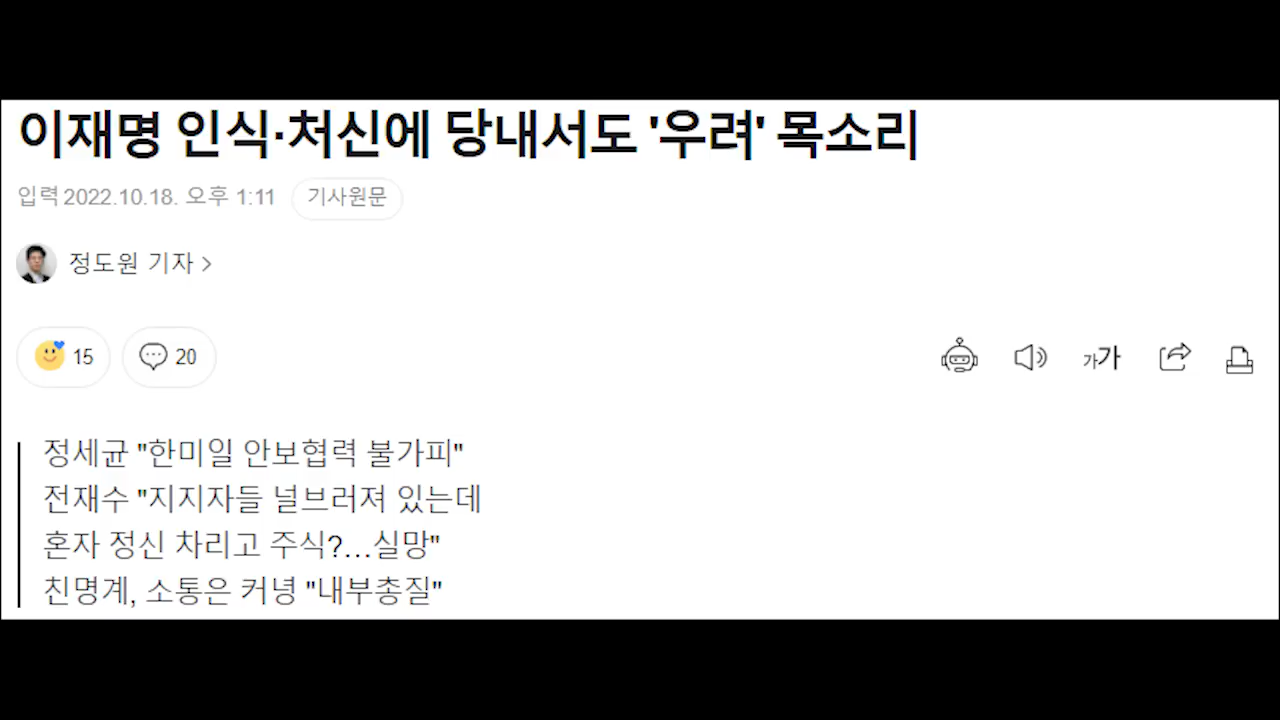 이재명 인식·처신에 당내서도 '우려' 목소리
입력 2022.10.18. 오후 1:11 기사원문
정도원 기자 >
15 20 가가
정세균 "한미일 안보협력 불가피"
전재수 "지지자들 널브러져 있는데
혼자 정신 차리고 주식?…실망"
친명계, 소통은 커녕 "내부총질"